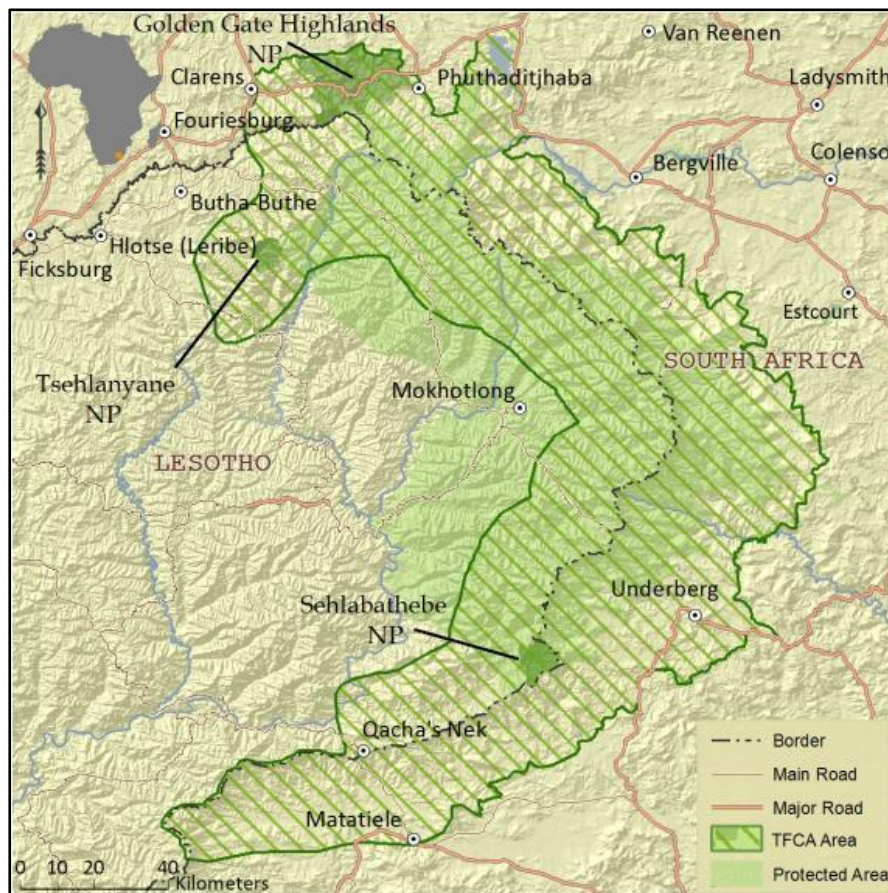 Golden Gate Highlands
NP
Van Reenen
Clarens
Phuthaditjhaba
Ladysmith
Fouriesburg
Bergville
Colenso
Butha-Buthe
Hlotse (Leribe)
Ficksburg
Estcourt
SOUTH AFRICA
Tsehlanyane
NP
Mokhotlong
LESOTHO
Sehlabathebe
NP
Underberg
Qacha's Nek
Matatiele
Border
Main Road
Major Road
TFCA Area
Protected Area
0 10 20 40
Kilometers